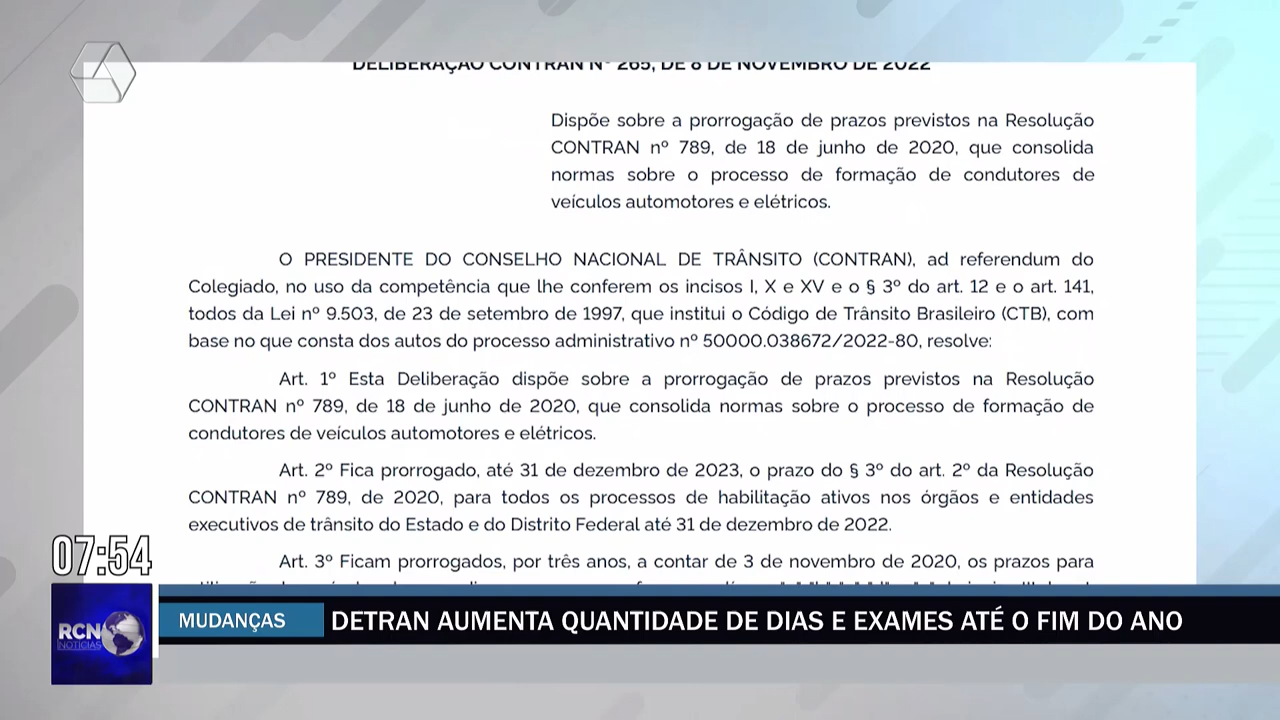 DELIBERAÇÃO CONTRAN Nº 265, DE 8 DE NOVEMBRO DE 2022
Dispõe sobre a prorrogação de prazos previstos na Resolução
CONTRAN nº 789, de 18 de junho de 2020, que consolida
normas sobre o processo de formação de condutores de
veículos automotores e elétricos.
O PRESIDENTE DO CONSELHO NACIONAL DE TRÂNSITO (CONTRAN), ad referendum do
Colegiado, no uso da competência que lhe conferem os incisos I, X e XV e o § 3º do art. 12 e o art. 141,
todos da Lei nº 9.503, de 23 de setembro de 1997, que institui o Código de Trânsito Brasileiro (CTB), com
base no que consta dos autos do processo administrativo nº 50000.038672/2022-80, resolve:
Art. 1º Esta Deliberação dispõe sobre a prorrogação de prazos previstos na Resolução
CONTRAN nº 789, de 18 de junho de 2020, que consolida normas sobre o processo de formação de
condutores de veículos automotores e elétricos.
Art. 2º Fica prorrogado, até 31 de dezembro de 2023, o prazo do § 3º do art. 2º da Resolução
CONTRAN nº 789, de 2020, para todos os processos de habilitação ativos nos órgãos e entidades
executivos de trânsito do Estado e do Distrito Federal até 31 de dezembro de 2022.
Art. 3º Ficam prorrogados, por três anos, a contar de 3 de novembro de 2020, os prazos para
07:54
RCN
NOTÍCIAS
MUDANÇAS
DETRAN AUMENTA QUANTIDADE DE DIAS E EXAMES ATÉ O FIM DO ANO